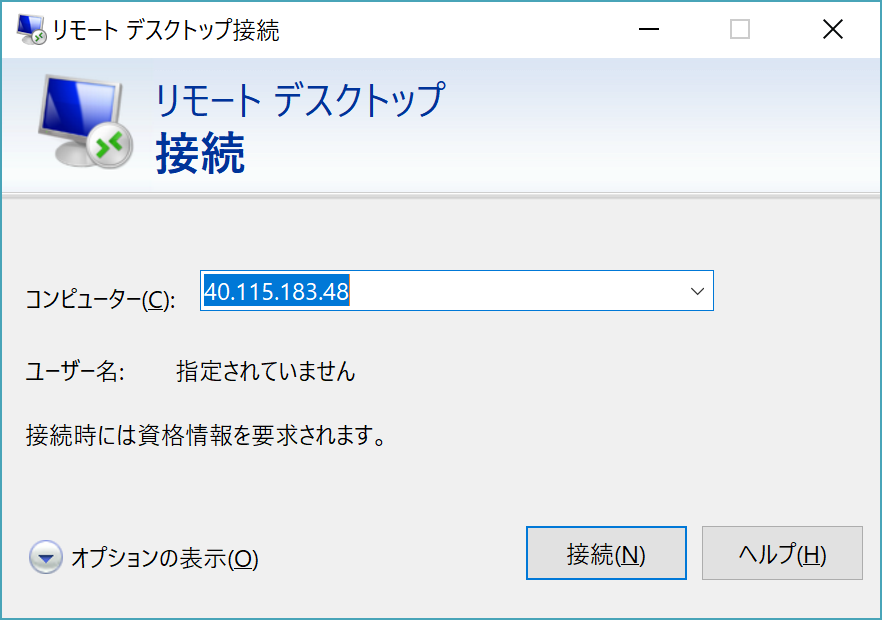 リモート デスクトップ接続
リモート デスクトップ
接続
コンピューター(C):
40.115.183.48
ユーザー名: 指定されていません
接続時には資格情報を要求されます。
オプションの表示(O)
接続(N)
ヘルプ(H)